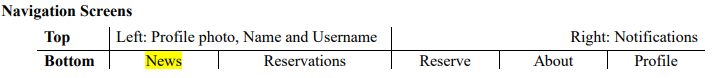 Navigation Screens
Top Left: Profile photo, Name and Username Right: Notifications
Bottom News Reservations Reserve About Profile